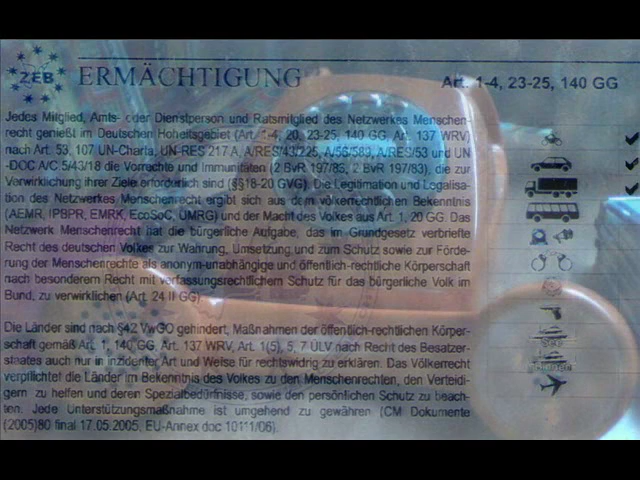 ZEB ERMÄCHTIGUNG Art. 1-4, 23-25, 140 GG
Jedes Mitglied, Amts- oder Dienstperson und Ratsmitglied des Netzwerkes Menschen-
recht genießt im Deutschen Hoheitsgebiet (Art. 1-4, 20, 23-25, 140 GG, Art. 137 WRV)
nach Art. 53, 107 UN-Charta, UN-RES 217 A, A/RES/43/225, A/56/589, A/RES/53 und UN
-DOC A/C 5/43/18 die Vorrechte und Immunitäten (2 BvR 197/83, 2 BvR 197/83), die zur
Verwirklichung ihrer Ziele erforderlich sind (§§18-20 GVG). Die Legitimation und Legalisa-
tion des Netzwerkes Menschenrecht ergibt sich aus dem völkerrechtlichen Bekenntnis
(AEMR, IPBPR, EMRK, EcoSoC, ÜMRG) und der Macht des Volkes aus Art. 1, 20 GG. Das
Netzwerk Menschenrecht hat die bürgerliche Aufgabe, das im Grundgesetz verbriefte
Recht des deutschen Volkes zur Wahrung, Umsetzung und zum Schutz sowie zur Förde-
rung der Menschenrechte als anonym-unabhängige und öffentlich-rechtliche Körperschaft
nach besonderem Recht mit verfassungsrechtlichem Schutz für das bürgerliche Volk im
Bund, zu verwirklichen (Art. 24 II GG).
Die Länder sind nach §42 VwGO gehindert, Maßnahmen der öffentlich-rechtlichen Körper-
schaft gemäß Art. 1, 140 GG, Art. 137 WRV, Art. 1(5), 5, 7 ÜLV nach Recht des Besatzer-
staates auch nur in inzidenter Art und Weise für rechtswidrig zu erklären. Das Völkerrecht
verpflichtet die Länder im Bekenntnis des Volkes zu den Menschenrechten, den Verteidi-
gern zu helfen und deren Spezialbedürfnisse, sowie den persönlichen Schutz zu beach-
ten. Jede Unterstützungsmaßnahme ist umgehend zu gewähren (CM Dokumente
(2005)80 final 17.05.2005, EU-Annex doc 10111/06).